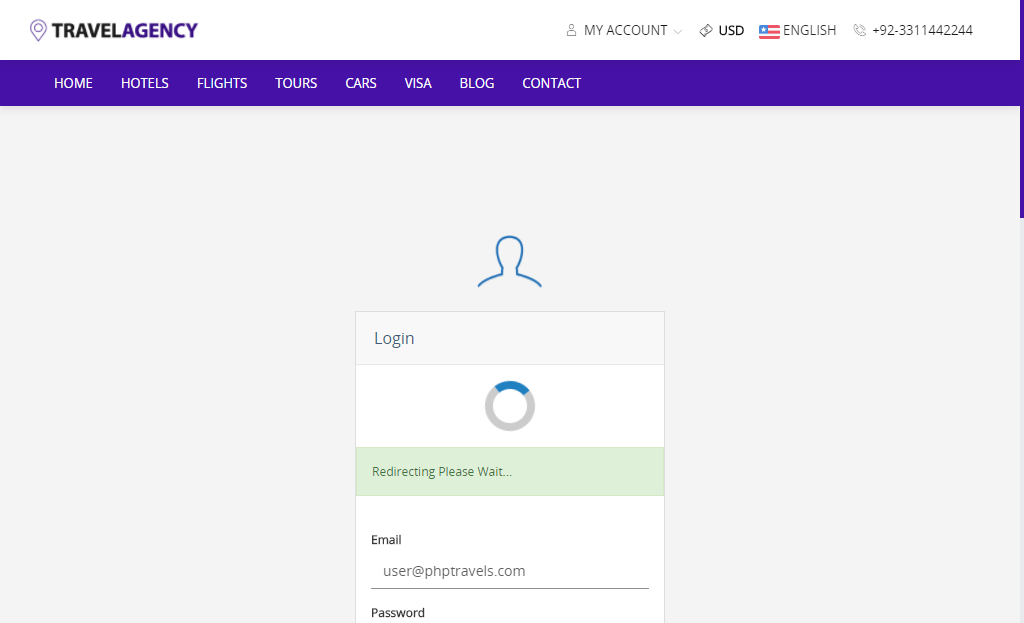 TRAVELAGENCY
MY ACCOUNT USD ENGLISH +92-3311442244
HOME HOTELS FLIGHTS TOURS CARS VISA BLOG CONTACT
Login
Redirecting Please Wait...
Email
user@phptravels.com
Password